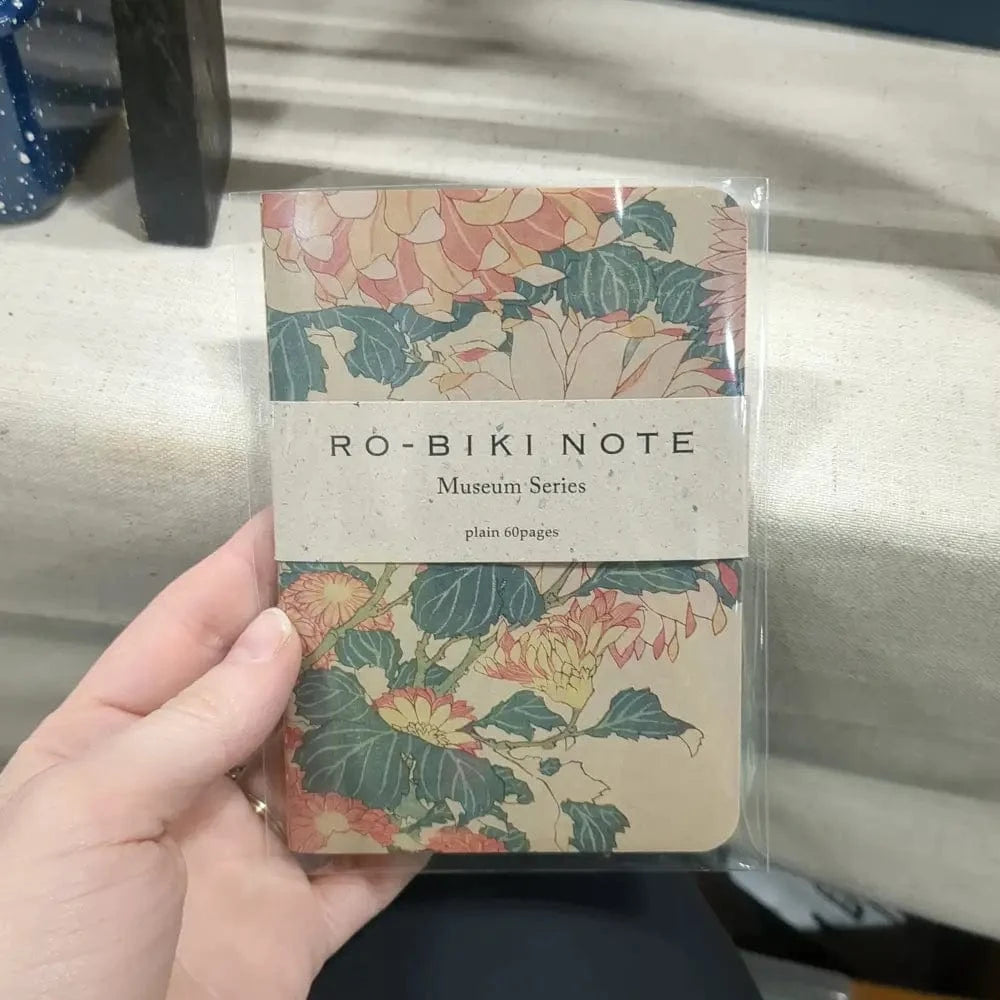 RO-BIKI NOTE
Museum Series
plain 60pages